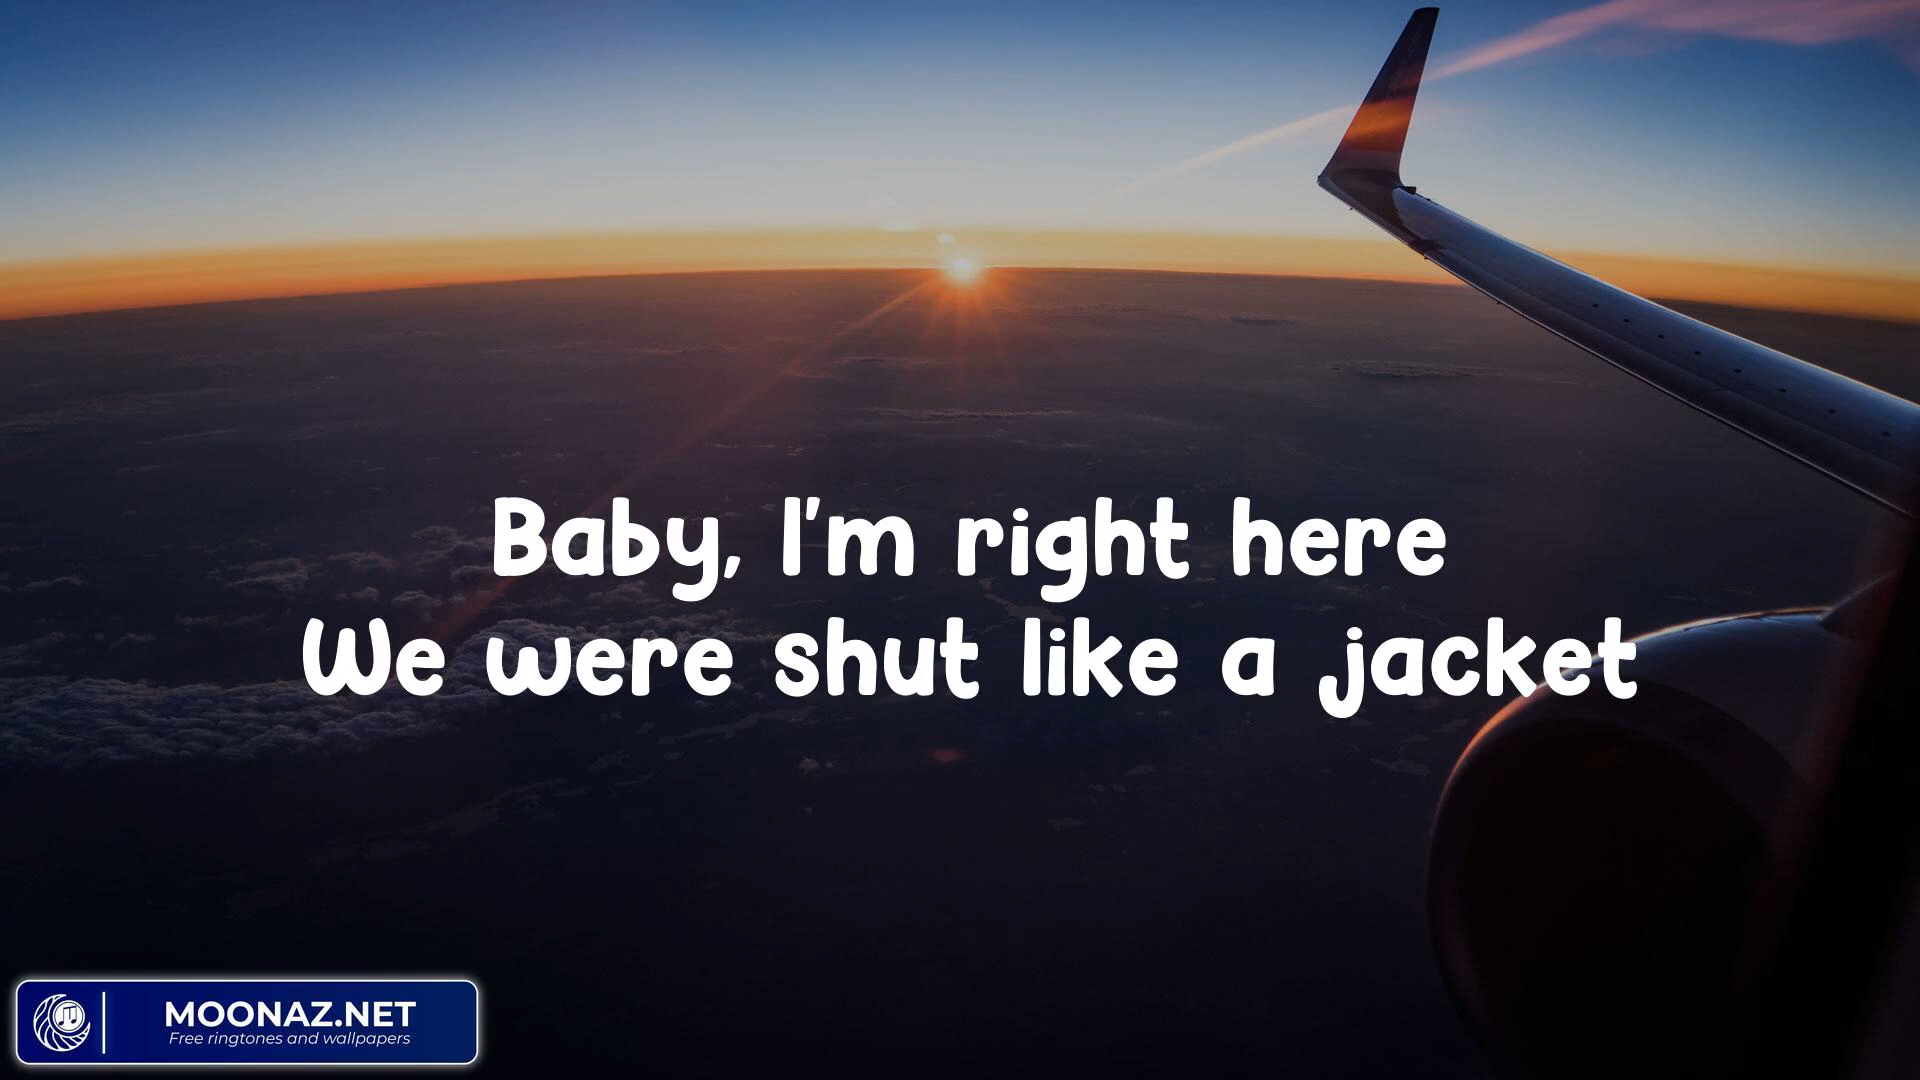 Baby, I'm right here
We were shut like a jacket
MOONAZ.NET
Free ringtones and wallpapers